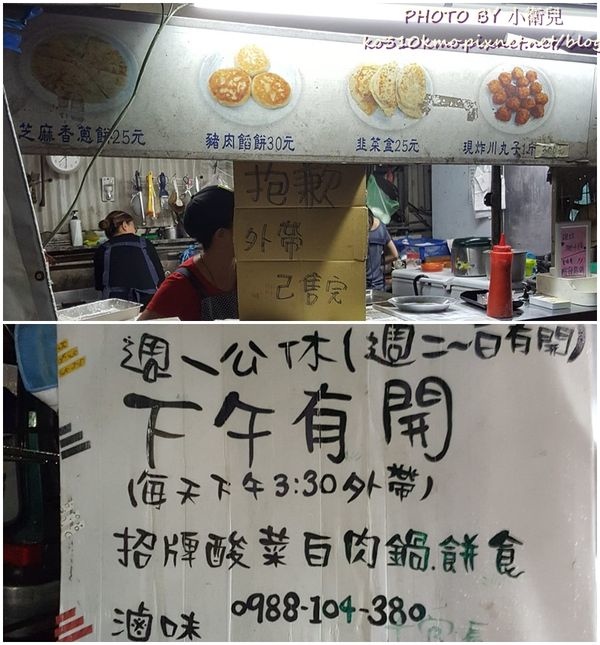 PHOTO BY 小衛兒
ko510kmo.pixnet.net/blog
芝麻香蔥餅25元
豬肉餡餅30元
韭菜盒25元
現炸川丸子1斤
抱歉
外帶
已售完
週一公休(週二~日有開)
下午有開
(每天下午3:30外帶)
招牌酸菜白肉鍋.餅食
滷味 0988-104-380